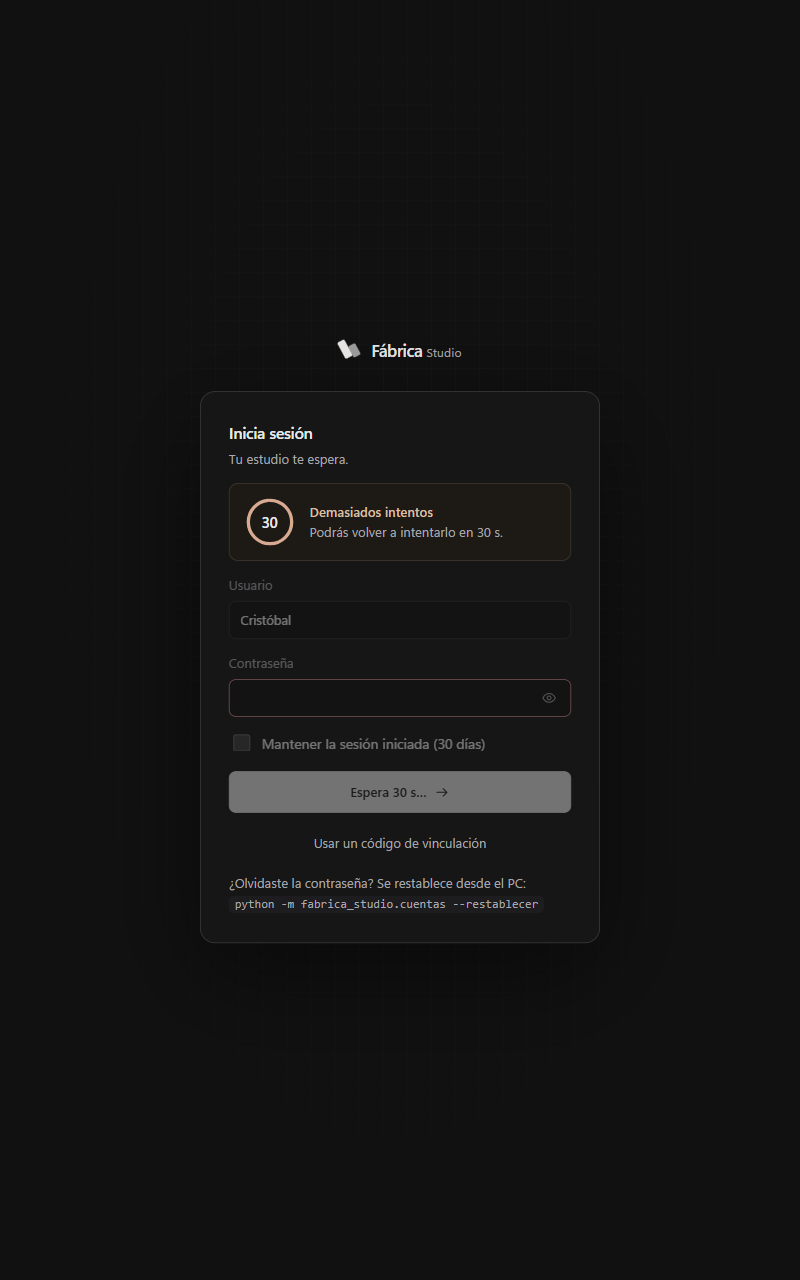 Fábrica Studio
Inicia sesión
Tu estudio te espera.
30
Demasiados intentos
Podrás volver a intentarlo en 30 s.
Usuario
Cristóbal
Contraseña
Mantener la sesión iniciada (30 días)
Espera 30 s... →
Usar un código de vinculación
¿Olvidaste la contraseña? Se restablece desde el PC:
python -m fabrica_studio.cuentas --restablecer